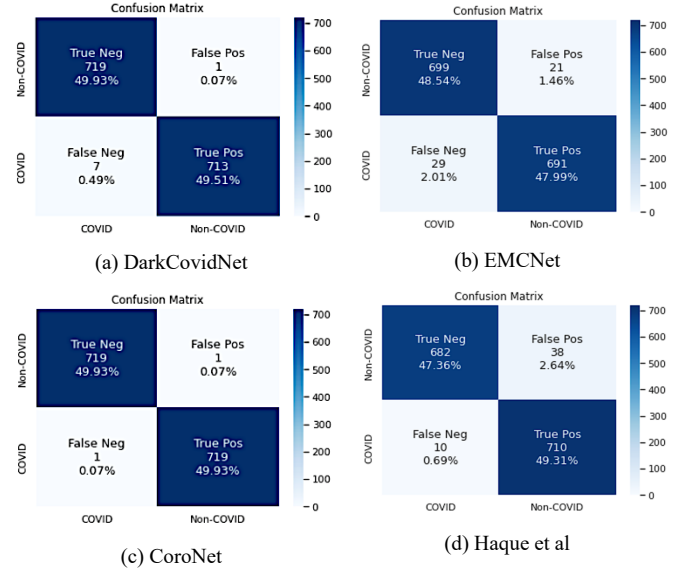 Confusion Matrix
Non-COVID
True Neg
719
49.93%
False Pos
1
0.07%
COVID
False Neg
7
0.49%
True Pos
713
49.51%
COVID
Non-COVID
700
600
500
400
300
200
100
0
(a) DarkCovidNet
Confusion Matrix
Non-COVID
True Neg
699
48.54%
False Pos
21
1.46%
COVID
False Neg
29
2.01%
True Pos
691
47.99%
COVID
Non-COVID
700
600
500
400
300
200
100
0
(b) EMCNet
Confusion Matrix
Non-COVID
True Neg
719
49.93%
False Pos
1
0.07%
COVID
False Neg
1
0.07%
True Pos
719
49.93%
COVID
Non-COVID
700
600
500
400
300
200
100
0
(c) CoroNet
Confusion Matrix
Non-COVID
True Neg
682
47.36%
False Pos
38
2.64%
COVID
False Neg
10
0.69%
True Pos
710
49.31%
COVID
Non-COVID
700
600
500
400
300
200
100
0
(d) Haque et al